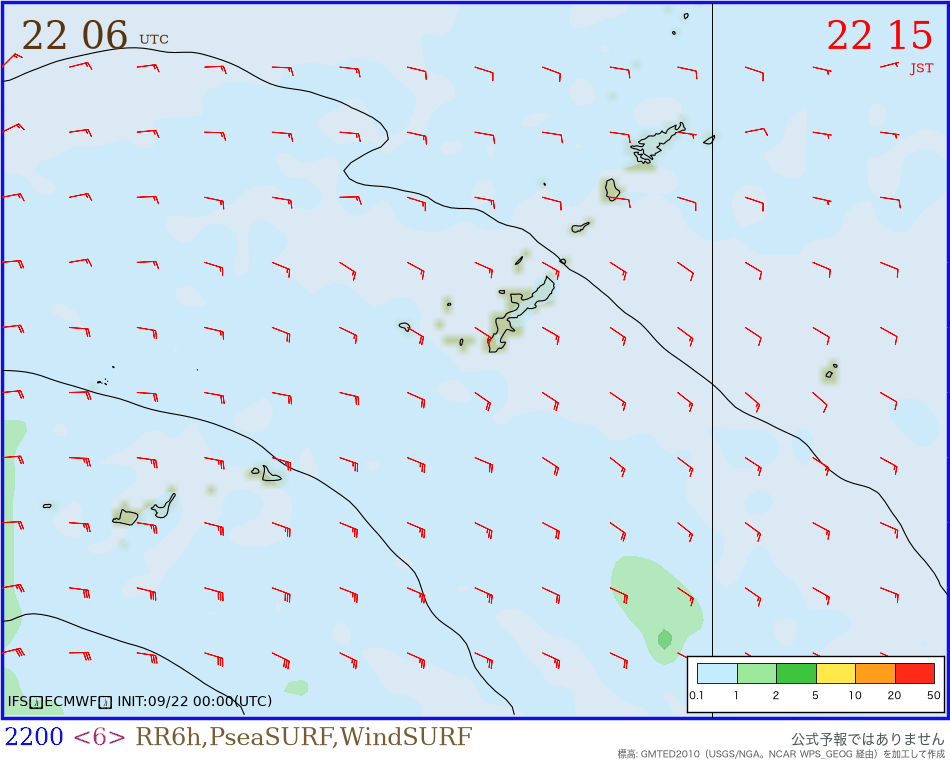 22 06 UTC
22 15
JST
0.1 1 2 5 10 20 50
IFS ECMWF INIT:09/22 00:00(UTC)
2200 <6> RR6h,PseaSURF,WindSURF
公式予報ではありません
標高: GMTED2010（USGS/NGA。NCAR WPS_GEOG 経由）を加工して作成